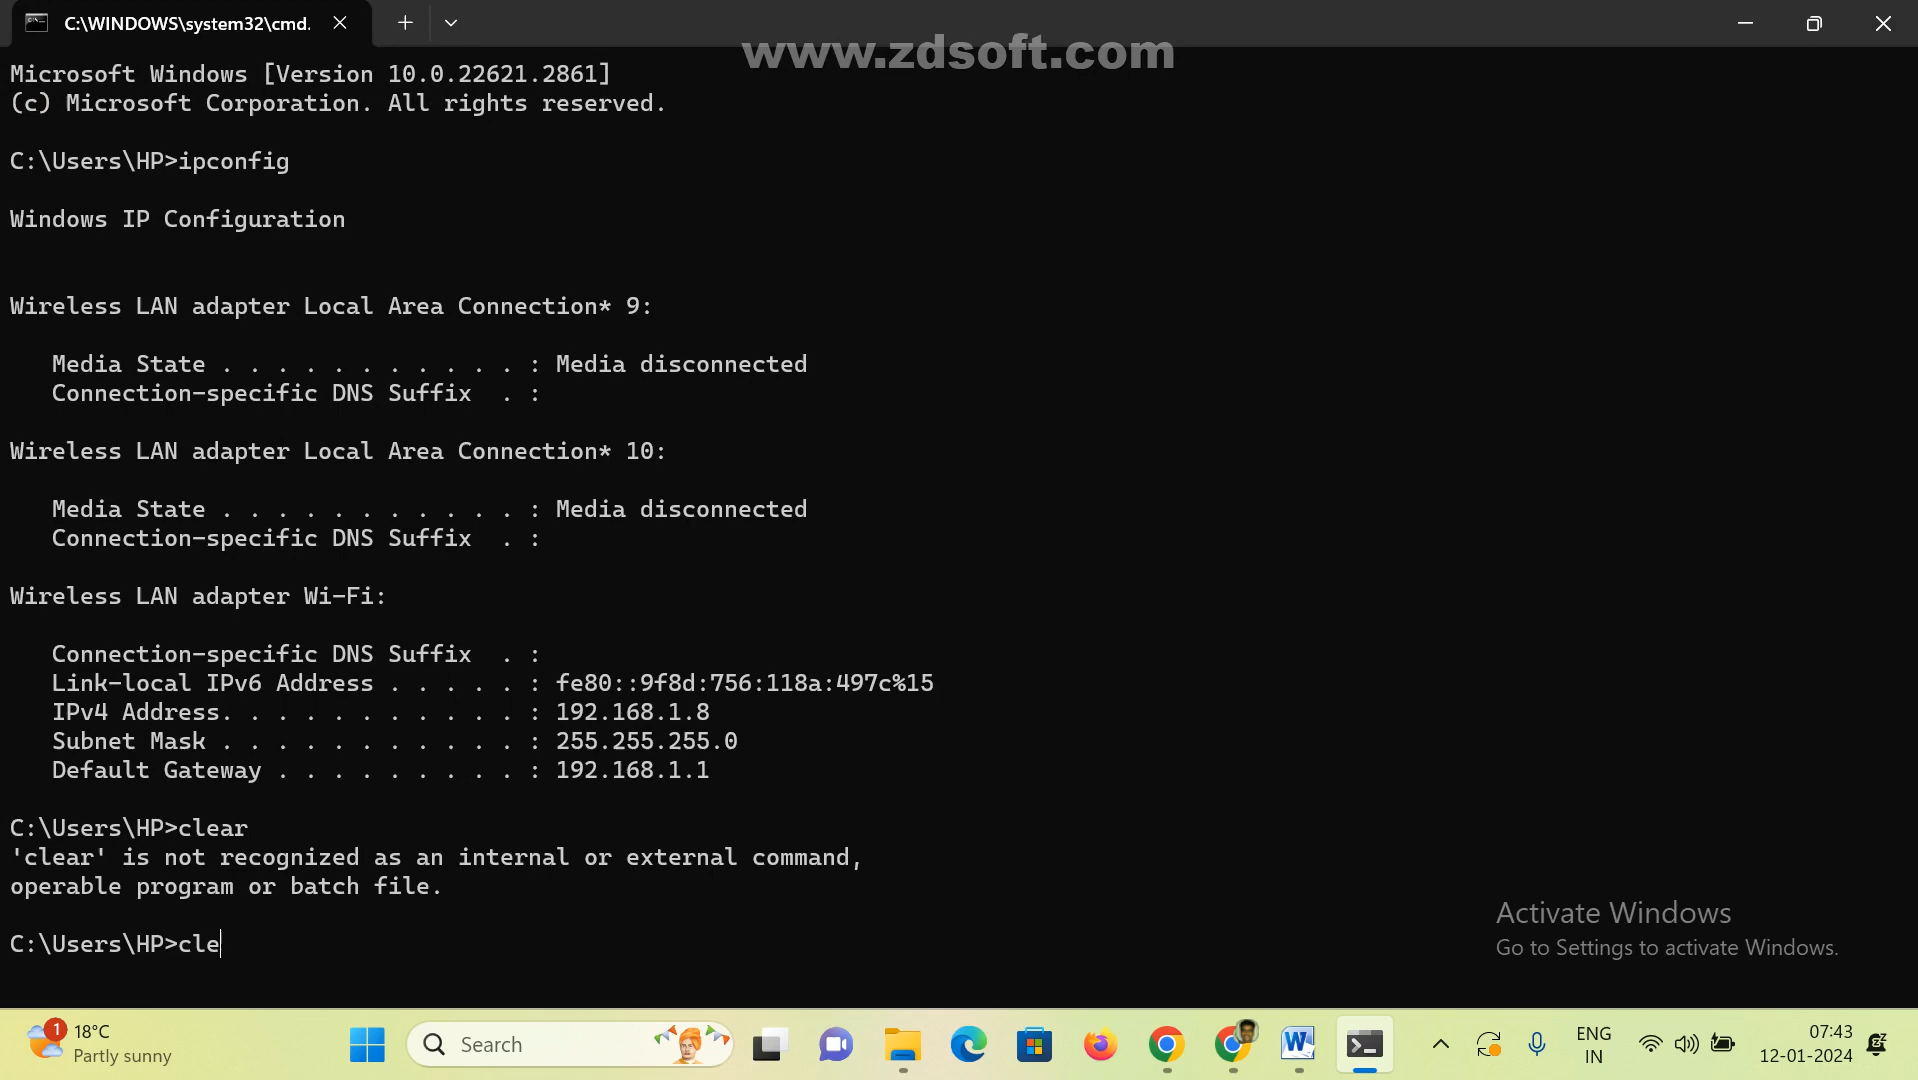 C:\WINDOWS\system32\cmd.
www.zdsoft.com
Microsoft Windows [Version 10.0.22621.2861]
(c) Microsoft Corporation. All rights reserved.
C:\Users\HP>ipconfig
Windows IP Configuration
Wireless LAN adapter Local Area Connection* 9:
Media State . . . . . . . . . . . : Media disconnected
Connection-specific DNS Suffix  . :
Wireless LAN adapter Local Area Connection* 10:
Media State . . . . . . . . . . . : Media disconnected
Connection-specific DNS Suffix  . :
Wireless LAN adapter Wi-Fi:
Connection-specific DNS Suffix  . :
Link-local IPv6 Address . . . . . : fe80::9f8d:756:118a:497c%15
IPv4 Address. . . . . . . . . . . : 192.168.1.8
Subnet Mask . . . . . . . . . . . : 255.255.255.0
Default Gateway . . . . . . . . . : 192.168.1.1
C:\Users\HP>clear
'clear' is not recognized as an internal or external command,
operable program or batch file.
C:\Users\HP>cle
Activate Windows
Go to Settings to activate Windows.
1
18°C
Partly sunny
Search
ENG
IN
07:43
12-01-2024